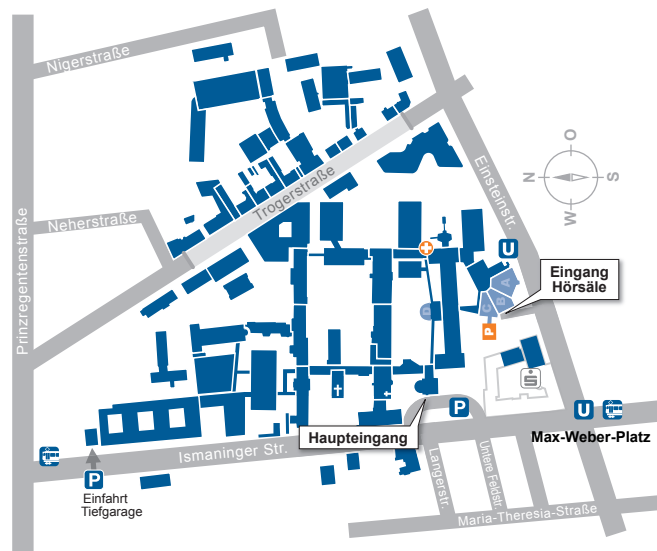 Nigerstraße
Einsteinstr.
O
N
S
W
Trogerstraße
Neherstraße
Prinzregentenstraße
U
Eingang
Hörsäle
A
B
C
D
P
S
P
U
Max-Weber-Platz
Haupteingang
Ismaninger Str.
P
Einfahrt
Tiefgarage
Langerstr.
Untere Feldstr.
Maria-Theresia-Straße